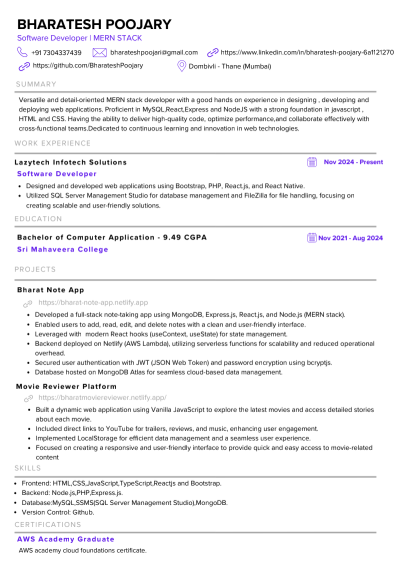 BHARATESH POOJARY
Software Developer | MERN STACK
+91 7304337439 bharateshpoojari@gmail.com https://www.linkedin.com/in/bharatesh-poojary-6a1121270
https://github.com/BharateshPoojary Dombivli - Thane (Mumbai)
SUMMARY
Versatile and detail-oriented MERN stack developer with a good hands on experience in designing , developing and
deploying web applications. Proficient in MySQL,React,Express and NodeJS with a strong foundation in javascript ,
HTML and CSS. Having the ability to deliver high-quality code, optimize performance,and collaborate effectively with
cross-functional teams.Dedicated to continuous learning and innovation in web technologies.
WORK EXPERIENCE
Lazytech Infotech Solutions Nov 2024 - Present
Software Developer
• Designed and developed web applications using Bootstrap, PHP, React.js, and React Native.
• Utilized SQL Server Management Studio for database management and FileZilla for file handling, focusing on
creating scalable and user-friendly solutions.
EDUCATION
Bachelor of Computer Application - 9.49 CGPA Nov 2021 - Aug 2024
Sri Mahaveera College
PROJECTS
Bharat Note App
https://bharat-note-app.netlify.app
• Developed a full-stack note-taking app using MongoDB, Express.js, React.js, and Node.js (MERN stack).
• Enabled users to add, read, edit, and delete notes with a clean and user-friendly interface.
• Leveraged with modern React hooks (useContext, useState) for state management.
• Backend deployed on Netlify (AWS Lambda), utilizing serverless functions for scalability and reduced operational
overhead.
• Secured user authentication with JWT (JSON Web Token) and password encryption using bcryptjs.
• Database hosted on MongoDB Atlas for seamless cloud-based data management.
Movie Reviewer Platform
https://bharatmoviereviewer.netlify.app/
• Built a dynamic web application using Vanilla JavaScript to explore the latest movies and access detailed stories
about each movie.
• Included direct links to YouTube for trailers, reviews, and music, enhancing user engagement.
• Implemented LocalStorage for efficient data management and a seamless user experience.
• Focused on creating a responsive and user-friendly interface to provide quick and easy access to movie-related
content
SKILLS
• Frontend: HTML,CSS,JavaScript,TypeScript,Reactjs and Bootstrap.
• Backend: Node.js,PHP,Express.js.
• Database:MySQL,SSMS(SQL Server Management Studio),MongoDB.
• Version Control: Github.
CERTIFICATIONS
AWS Academy Graduate
AWS academy cloud foundations certificate.